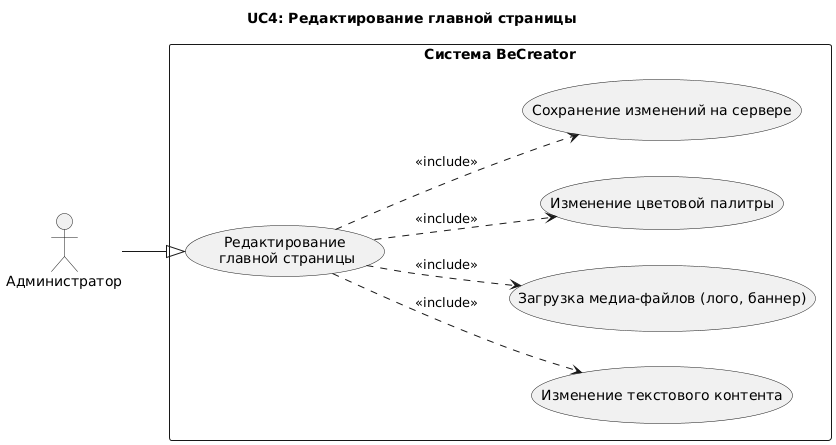 UC4: Редактирование главной страницы
Система BeCreator
Сохранение изменений на сервере
«include»
Изменение цветовой палитры
«include»
Редактирование
главной страницы
Администратор
«include»
Загрузка медиа-файлов (лого, баннер)
«include»
Изменение текстового контента